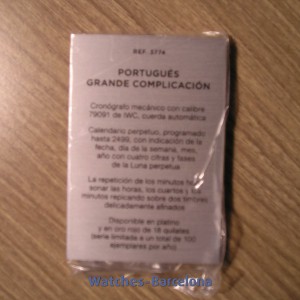 REF. 3774
PORTUGUÉS
GRANDE COMPLICACIÓN
Cronógrafo mecánico con calibre
79091 de IWC, cuerda automática
Calendario perpetuo, programado
hasta 2499, con indicación de la
fecha, día de la semana, mes,
año con cuatro cifras y fases
de la Luna perpetua
La repetición de los minutos hace
sonar las horas, los cuartos y los
minutos repicando sobre dos timbres
delicadamente afinados
Disponible en platino
y en oro rojo de 18 quilates
(serie limitada a un total de 100
ejemplares por año)
Watches-Barcelona